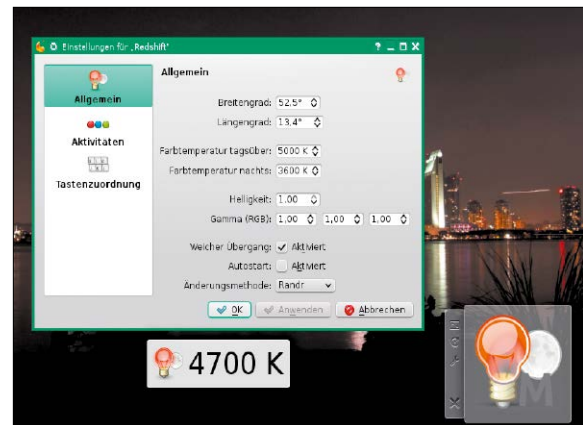 Einstellungen für „Redshift“
Allgemein
Aktivitäten
Tastenzuordnung
Allgemein
Breitengrad: 52.5°
Längengrad: 13.4°
Farbtemperatur tagsüber: 5000 K
Farbtemperatur nachts: 3600 K
Helligkeit: 1.00
Gamma (RGB): 1,00 1,00 1,00
Weicher Übergang: Aktiviert
Autostart: Aktiviert
Änderungsmethode: Randr
OK Anwenden Abbrechen
4700 K
M